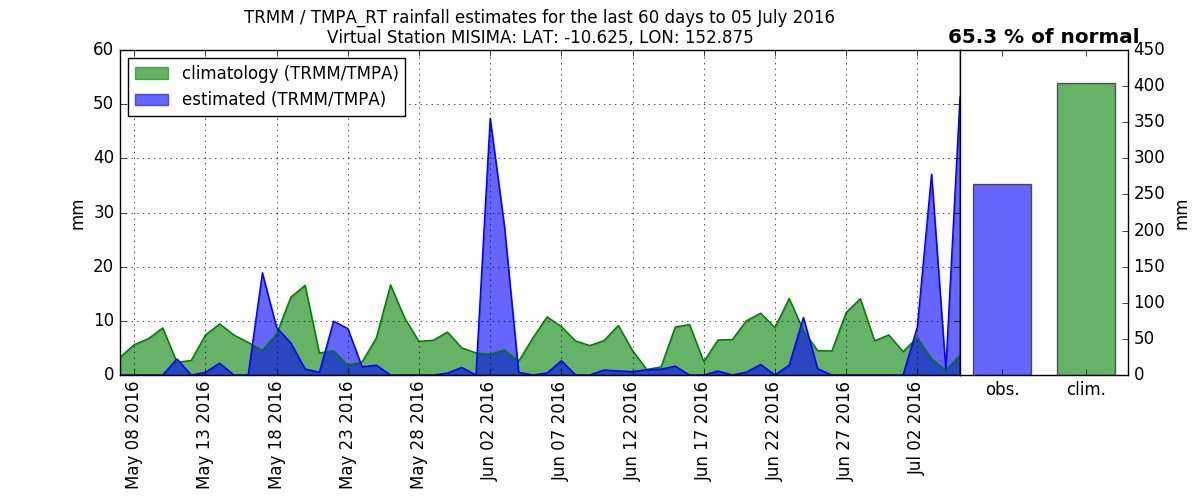 TRMM / TMPA_RT rainfall estimates for the last 60 days to 05 July 2016
Virtual Station MISIMA: LAT: -10.625, LON: 152.875
65.3 % of normal
climatology (TRMM/TMPA)
estimated (TRMM/TMPA)
60
50
40
30
20
10
0
mm
May 08 2016
May 13 2016
May 18 2016
May 23 2016
May 28 2016
Jun 02 2016
Jun 07 2016
Jun 12 2016
Jun 17 2016
Jun 22 2016
Jun 27 2016
Jul 02 2016
obs.
clim.
450
400
350
300
250
200
150
100
50
0
mm